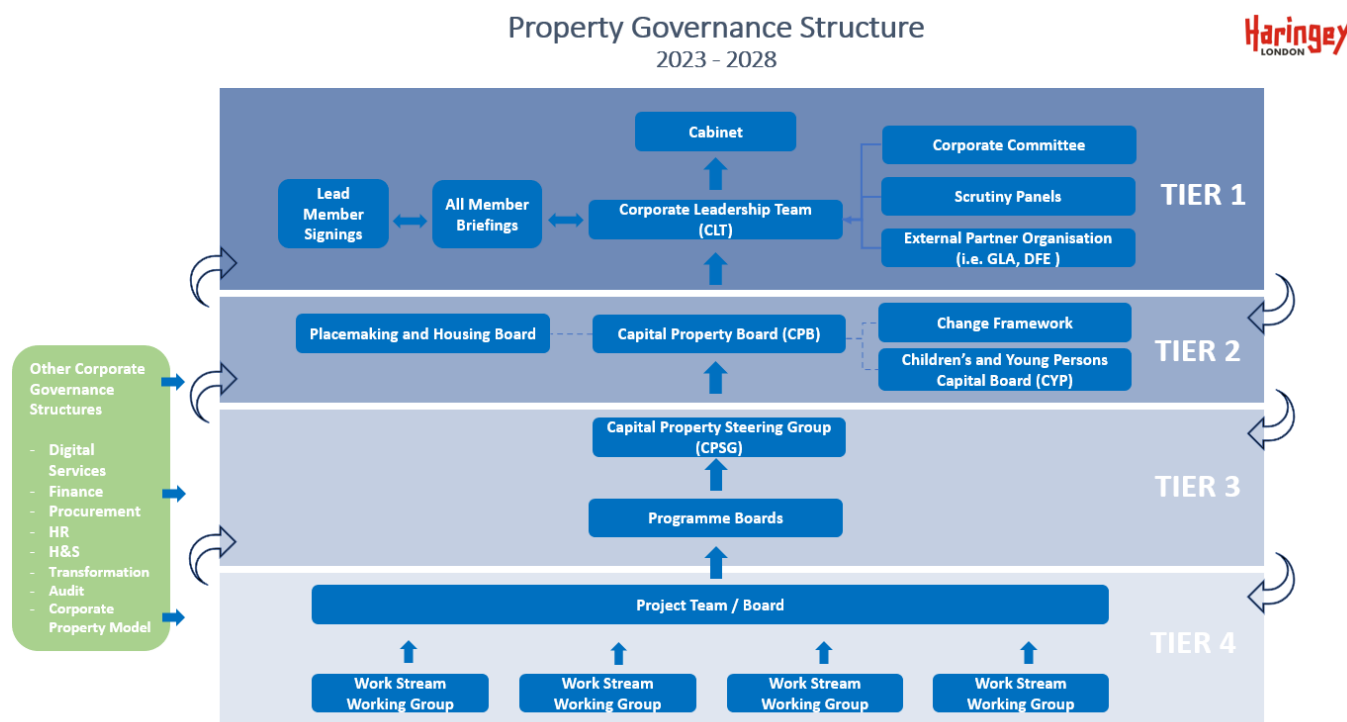 Property Governance Structure
2023 - 2028
Haringey
LONDON
Cabinet
Corporate Committee
Scrutiny Panels
External Partner Organisation
(i.e. GLA, DFE )
Lead
Member
Signings
All Member
Briefings
Corporate Leadership Team
(CLT)
TIER 1
Placemaking and Housing Board
Capital Property Board (CPB)
Change Framework
Children's and Young Persons
Capital Board (CYP)
TIER 2
Other Corporate
Governance
Structures
- Digital
Services
- Finance
- Procurement
- HR
- H&S
- Transformation
- Audit
- Corporate
Property Model
Capital Property Steering Group
(CPSG)
Programme Boards
TIER 3
Project Team / Board
TIER 4
Work Stream
Working Group
Work Stream
Working Group
Work Stream
Working Group
Work Stream
Working Group